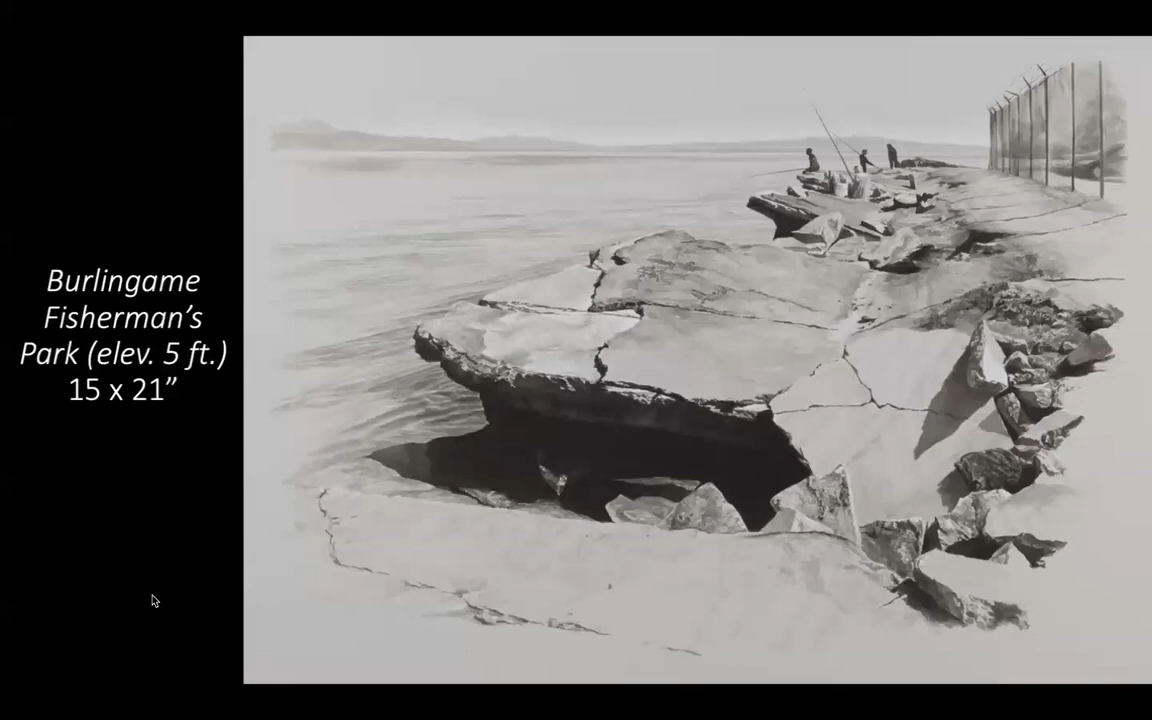 Burlingame
Fisherman’s
Park (elev. 5 ft.)
15 x 21”